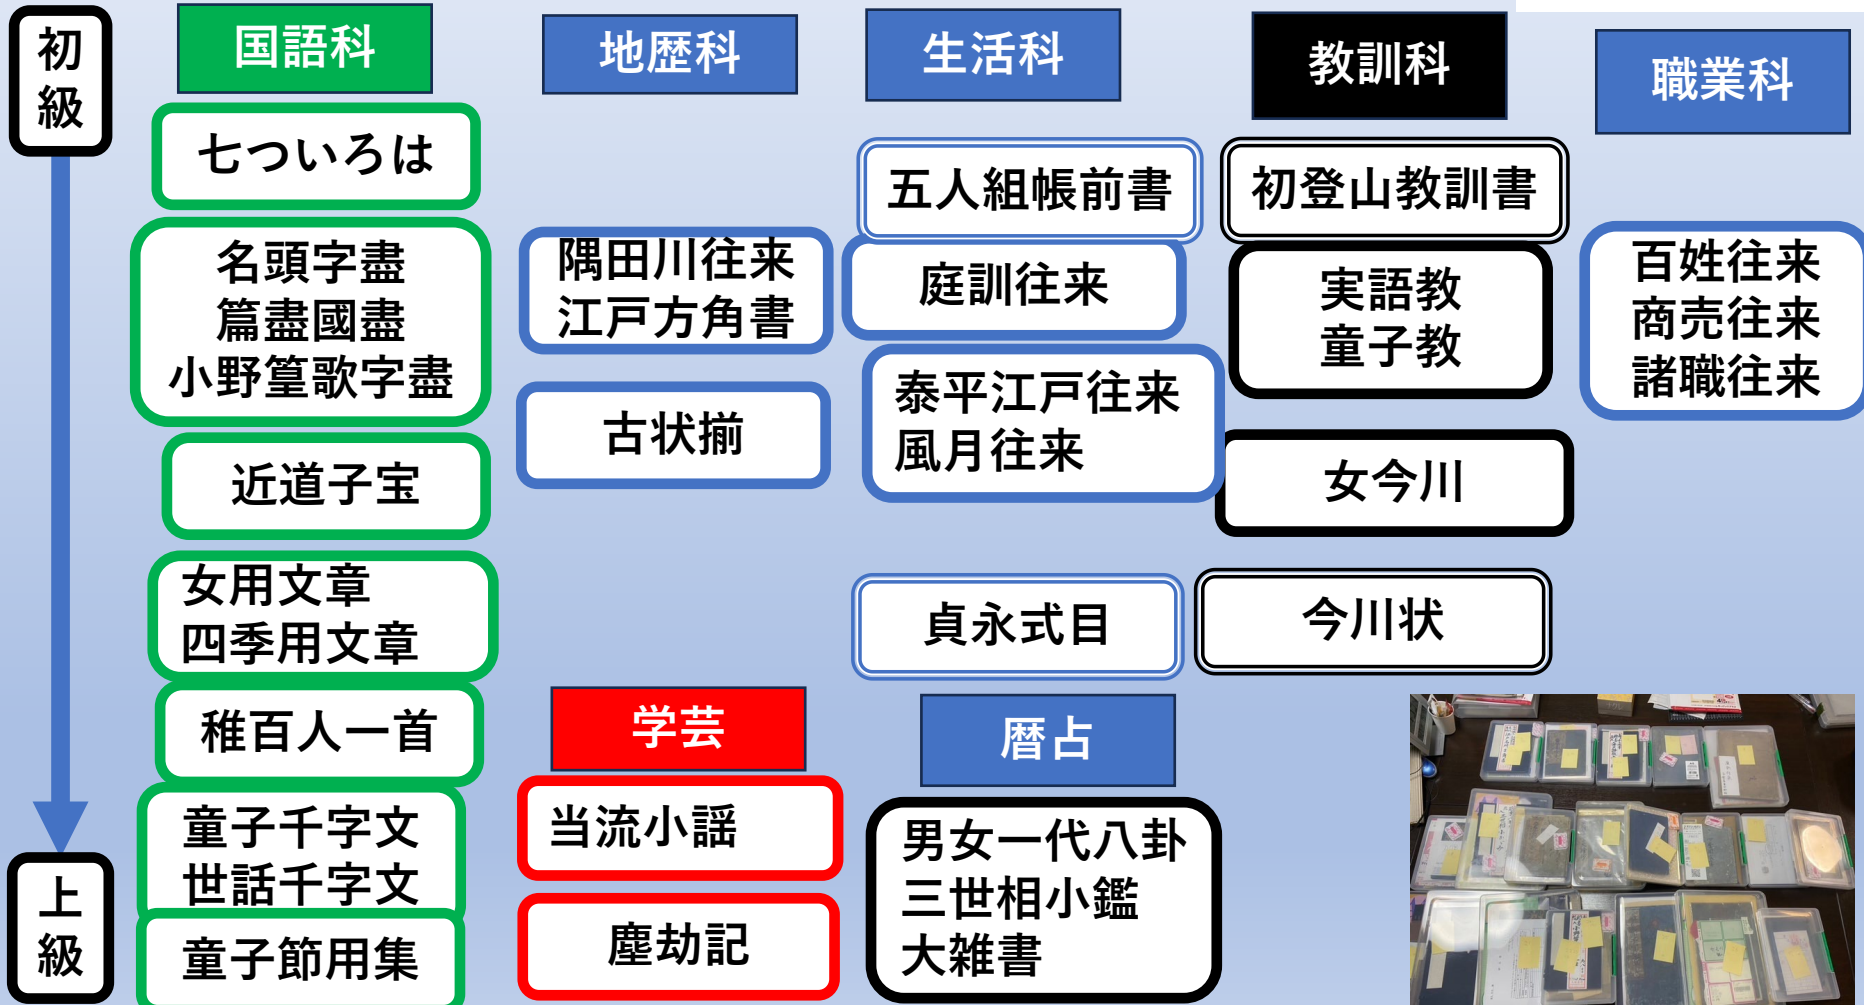 初級
国語科
七ついろは
名頭字盡
篇盡國盡
小野篁歌字盡
近道子宝
女用文章
四季用文章
稚百人一首
童子千字文
世話千字文
童子節用集
上級
地歴科
隅田川往来
江戸方角書
古状揃
学芸
当流小謡
塵劫記
生活科
五人組帳前書
庭訓往来
泰平江戸往来
風月往来
貞永式目
暦占
男女一代八卦
三世相小鑑
大雑書
教訓科
初登山教訓書
実語教
童子教
女今川
今川状
職業科
百姓往来
商売往来
諸職往来